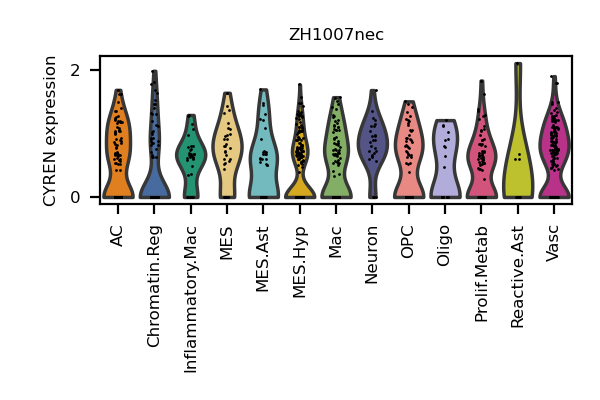 ZH1007nec
CYREN expression
2
0
AC
Chromatin.Reg
Inflammatory.Mac
MES
MES.Ast
MES.Hyp
Mac
Neuron
OPC
Oligo
Prolif.Metab
Reactive.Ast
Vasc